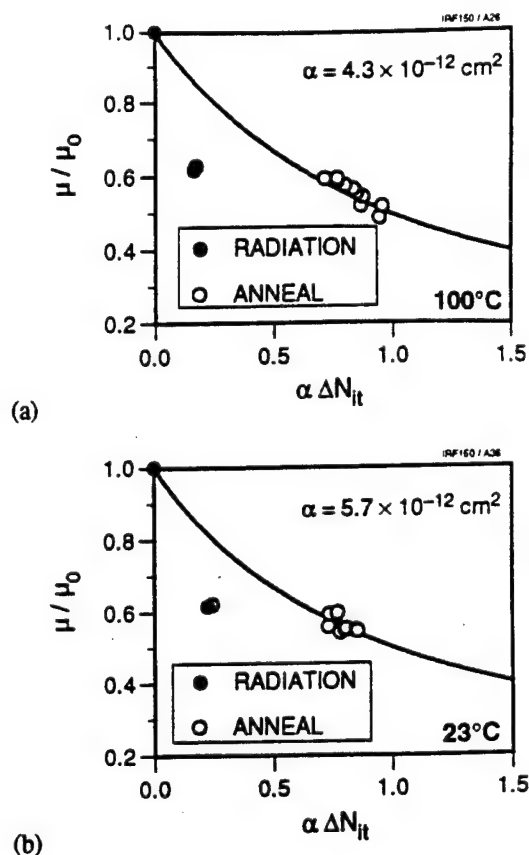 IRF150 / A26
α = 4.3 × 10⁻¹² cm²
μ / μ₀
1.0
0.8
0.6
0.4
0.2
● RADIATION
○ ANNEAL
100°C
0.0 0.5 1.0 1.5
α ΔN_it
(a)
IRF150 / A26
α = 5.7 × 10⁻¹² cm²
μ / μ₀
1.0
0.8
0.6
0.4
0.2
● RADIATION
○ ANNEAL
23°C
0.0 0.5 1.0 1.5
α ΔN_it
(b)